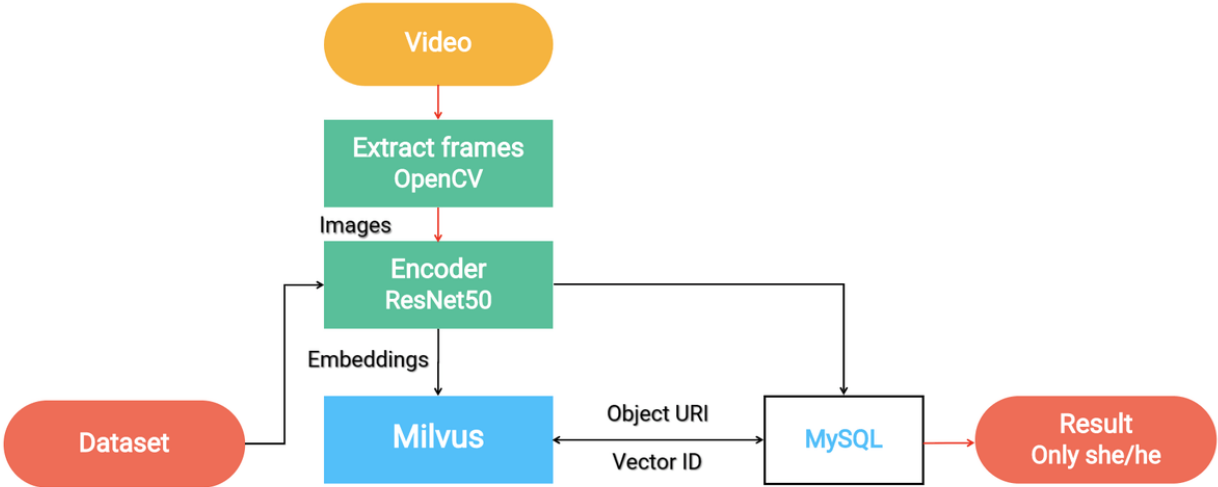 Video
Extract frames
OpenCV
Images
Encoder
ResNet50
Embeddings
Dataset
Milvus
Object URI
Vector ID
MySQL
Result
Only she/he